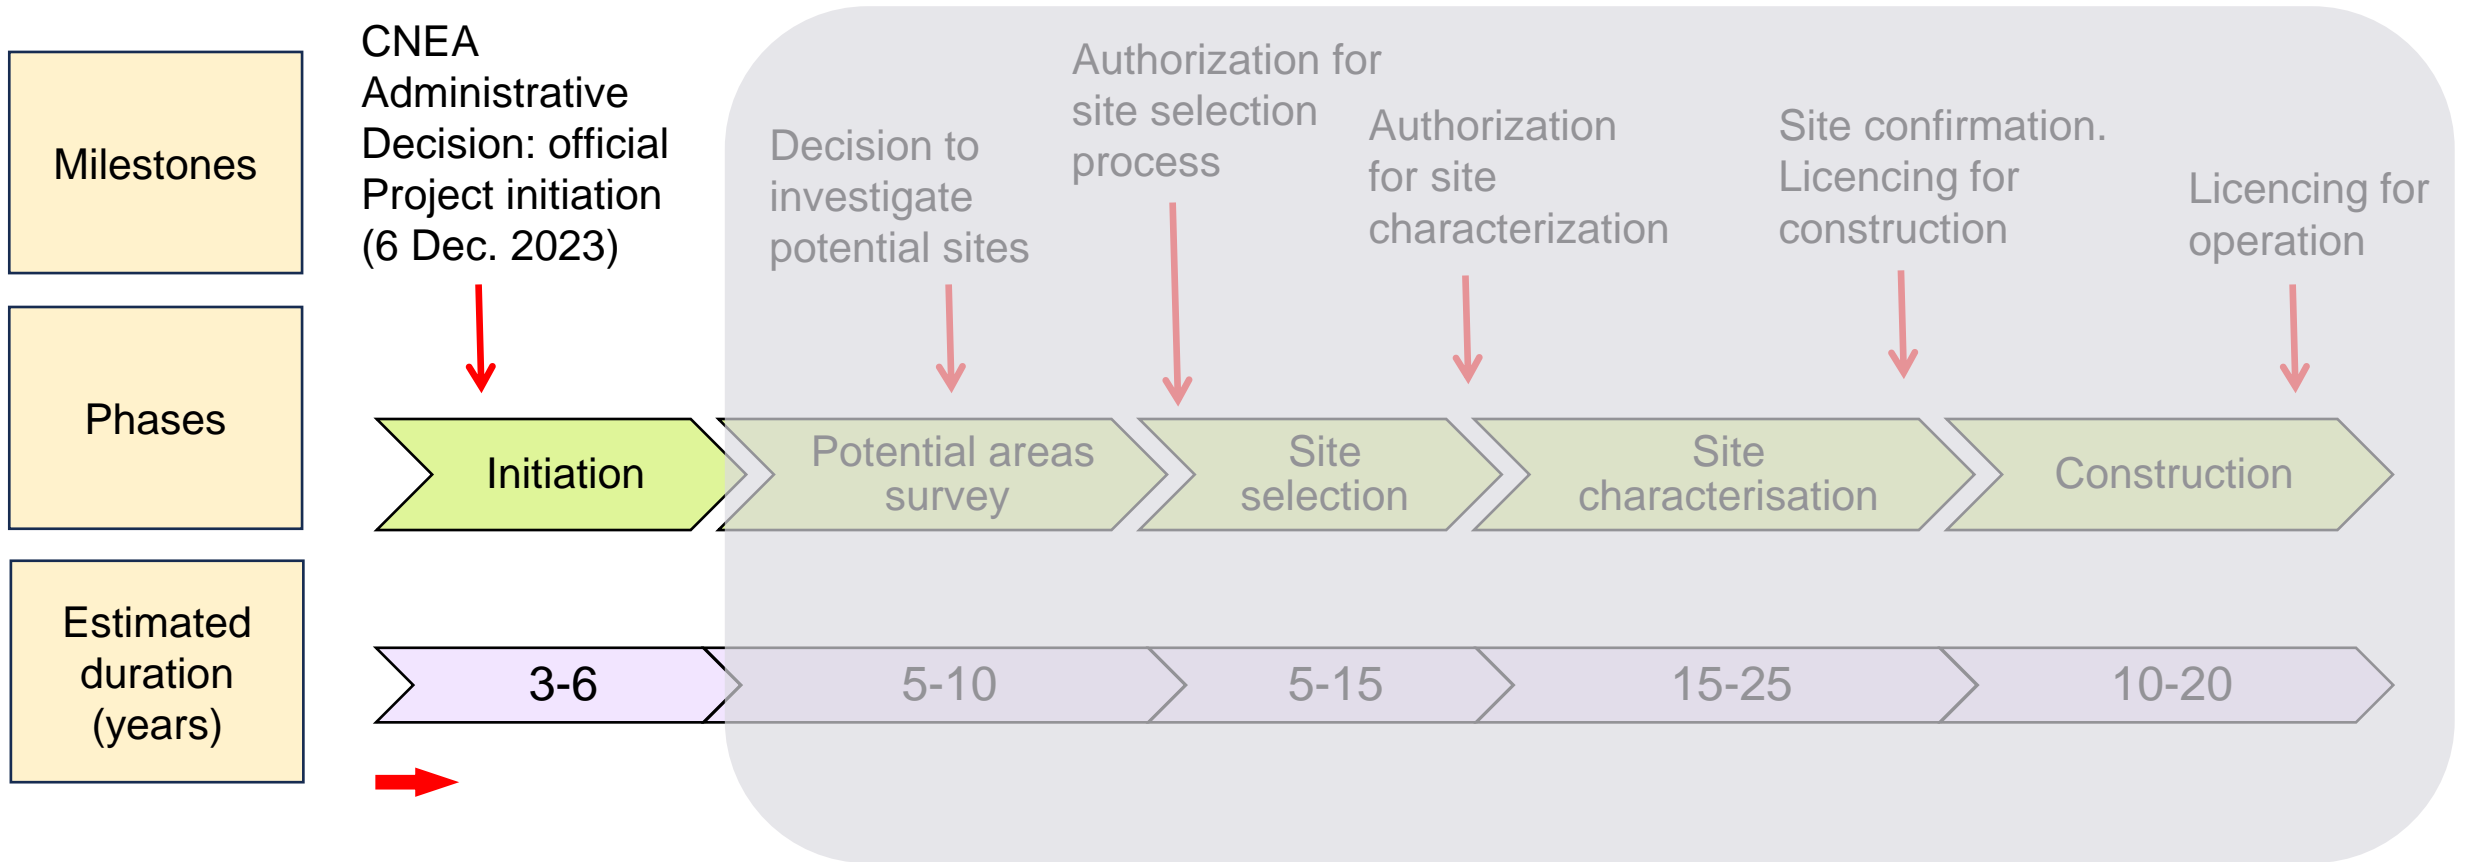 Milestones
CNEA
Administrative
Decision: official
Project initiation
(6 Dec. 2023)
Decision to
investigate
potential sites
Authorization for
site selection
process
Authorization
for site
characterization
Site confirmation.
Licencing for
construction
Licencing for
operation
Phases
Initiation
Potential areas
survey
Site
selection
Site
characterisation
Construction
Estimated
duration
(years)
3-6
5-10
5-15
15-25
10-20